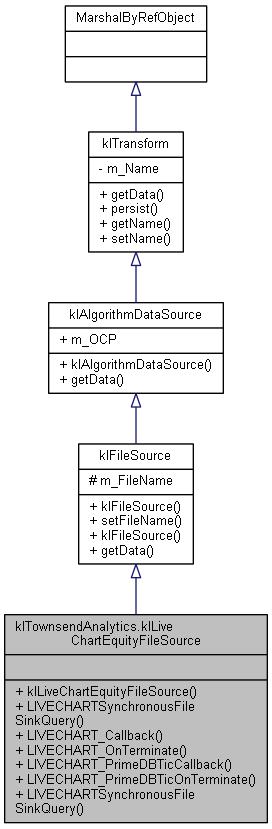 MarshalByRefObject
klTransform
- m_Name
+ getData()
+ persist()
+ getName()
+ setName()
klAlgorithmDataSource
+ m_OCP
+ klAlgorithmDataSource()
+ getData()
klFileSource
# m_FileName
+ klFileSource()
+ setFileName()
+ klFileSource()
+ getData()
klTownsendAnalytics.klLive
ChartEquityFileSource
+ klLiveChartEquityFileSource()
+ LIVECHARTSynchronousFile
SinkQuery()
+ LIVECHART_Callback()
+ LIVECHART_OnTerminate()
+ LIVECHART_PrimeDBTicCallback()
+ LIVECHART_PrimeDBTicOnTerminate()
+ LIVECHARTSynchronousFile
SinkQuery()